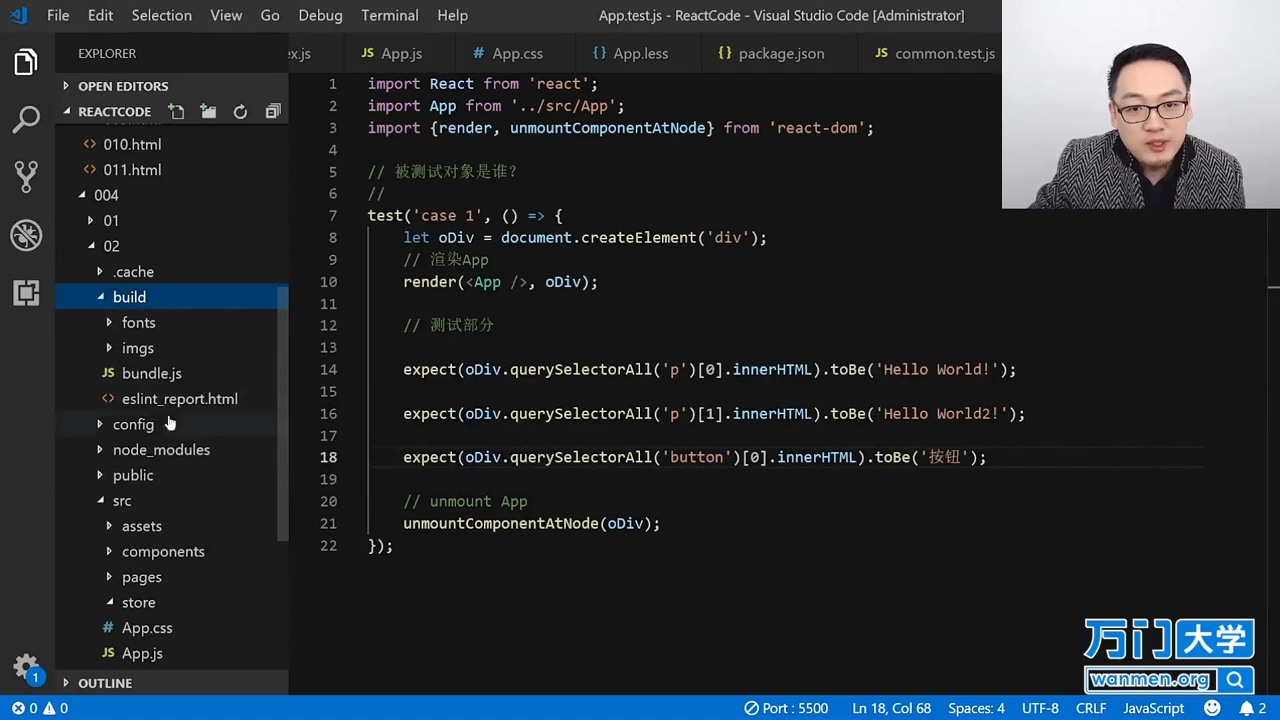 File Edit Selection View Go Debug Terminal Help App.test.js - ReactCode - Visual Studio Code [Administrator]
EXPLORER
ex.js App.js App.css App.less package.json common.test.js
OPEN EDITORS
REACTCODE
010.html
011.html
004
01
02
.cache
build
fonts
imgs
bundle.js
eslint_report.html
config
node_modules
public
src
assets
components
pages
store
App.css
App.js
OUTLINE
1 import React from 'react';
2 import App from '../src/App';
3 import {render, unmountComponentAtNode} from 'react-dom';
4
5 // 被测试对象是谁?
6 //
7 test('case 1', () => {
8 let oDiv = document.createElement('div');
9 // 渲染App
10 render(<App />, oDiv);
11
12 // 测试部分
13
14 expect(oDiv.querySelectorAll('p')[0].innerHTML).toBe('Hello World!');
15
16 expect(oDiv.querySelectorAll('p')[1].innerHTML).toBe('Hello World2!');
17
18 expect(oDiv.querySelectorAll('button')[0].innerHTML).toBe('按钮');
19
20 // unmount App
21 unmountComponentAtNode(oDiv);
22 });
万门大学
wanmen.org
1
0 0 Port : 5500 Ln 18, Col 68 Spaces: 4 UTF-8 CRLF JavaScript 2